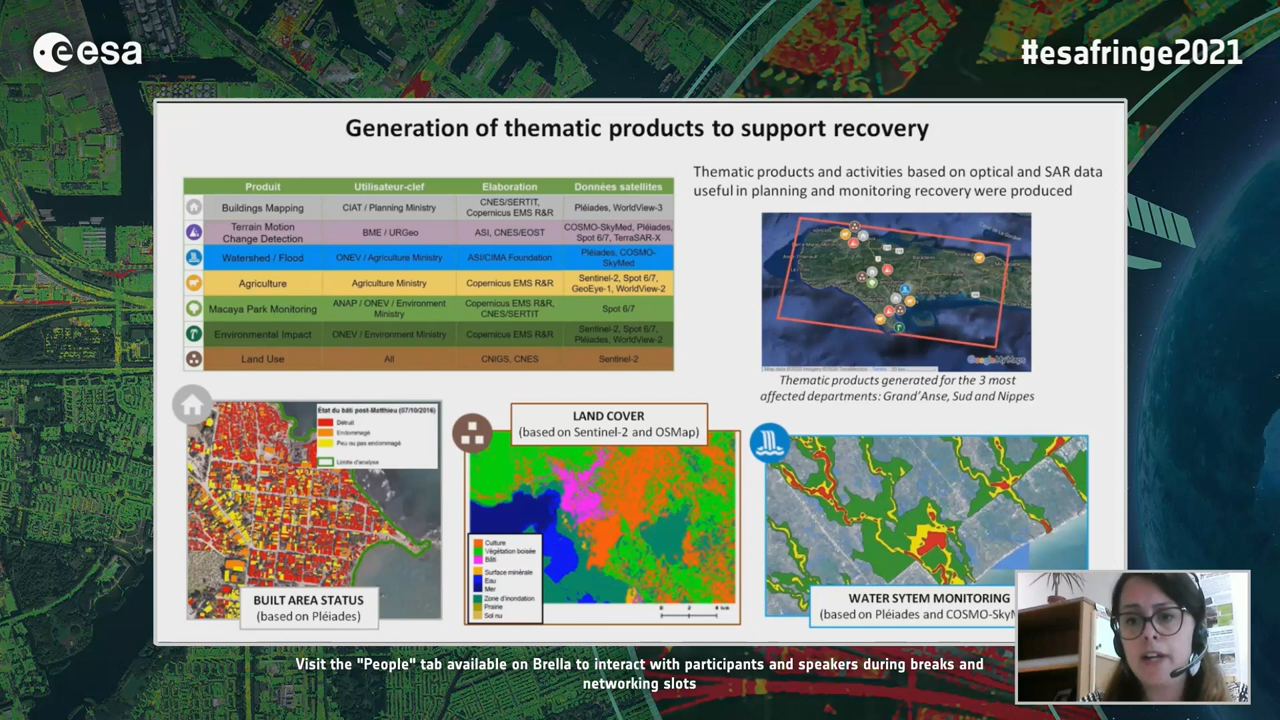 esa
#esafringe2021
Generation of thematic products to support recovery
Thematic products and activities based on optical and SAR data
useful in planning and monitoring recovery were produced
Produit Utilisateur-clef Elaboration Données satellites
Buildings Mapping CIAT / Planning Ministry CNES/SERTIT, Copernicus EMS R&R Pléiades, WorldView-3
Terrain Motion Change Detection BME / URGeo ASI, CNES/EOST COSMO-SkyMed, Pléiades, Spot 6/7, TerraSAR-X
Watershed / Flood ONEV / Agriculture Ministry ASI/CIMA Foundation Pléiades, COSMO-SkyMed
Agriculture Agriculture Ministry Copernicus EMS R&R Sentinel-2, Spot 6/7, GeoEye-1, WorldView-2
Macaya Park Monitoring ANAP / ONEV / Environment Ministry Copernicus EMS R&R, CNES/SERTIT Spot 6/7
Environmental Impact ONEV / Environment Ministry Copernicus EMS R&R Sentinel-2, Spot 6/7, Pléiades, WorldView-2
Land Use All CNIGS, CNES Sentinel-2
Google MyMaps
Thematic products generated for the 3 most
affected departments: Grand'Anse, Sud and Nippes
État du bâti post-Matthieu (07/10/2016)
Détruit
Endommagé
Peu ou pas endommagé
Limite d'analyse
BUILT AREA STATUS
(based on Pléiades)
LAND COVER
(based on Sentinel-2 and OSMap)
Culture
Végétation boisée
Bâti
Surface minérale
Eau
Mer
Zone d'inondation
Prairie
Sol nu
WATER SYTEM MONITORING
(based on Pléiades and COSMO-SkyM
Visit the "People" tab available on Brella to interact with participants and speakers during breaks and
networking slots